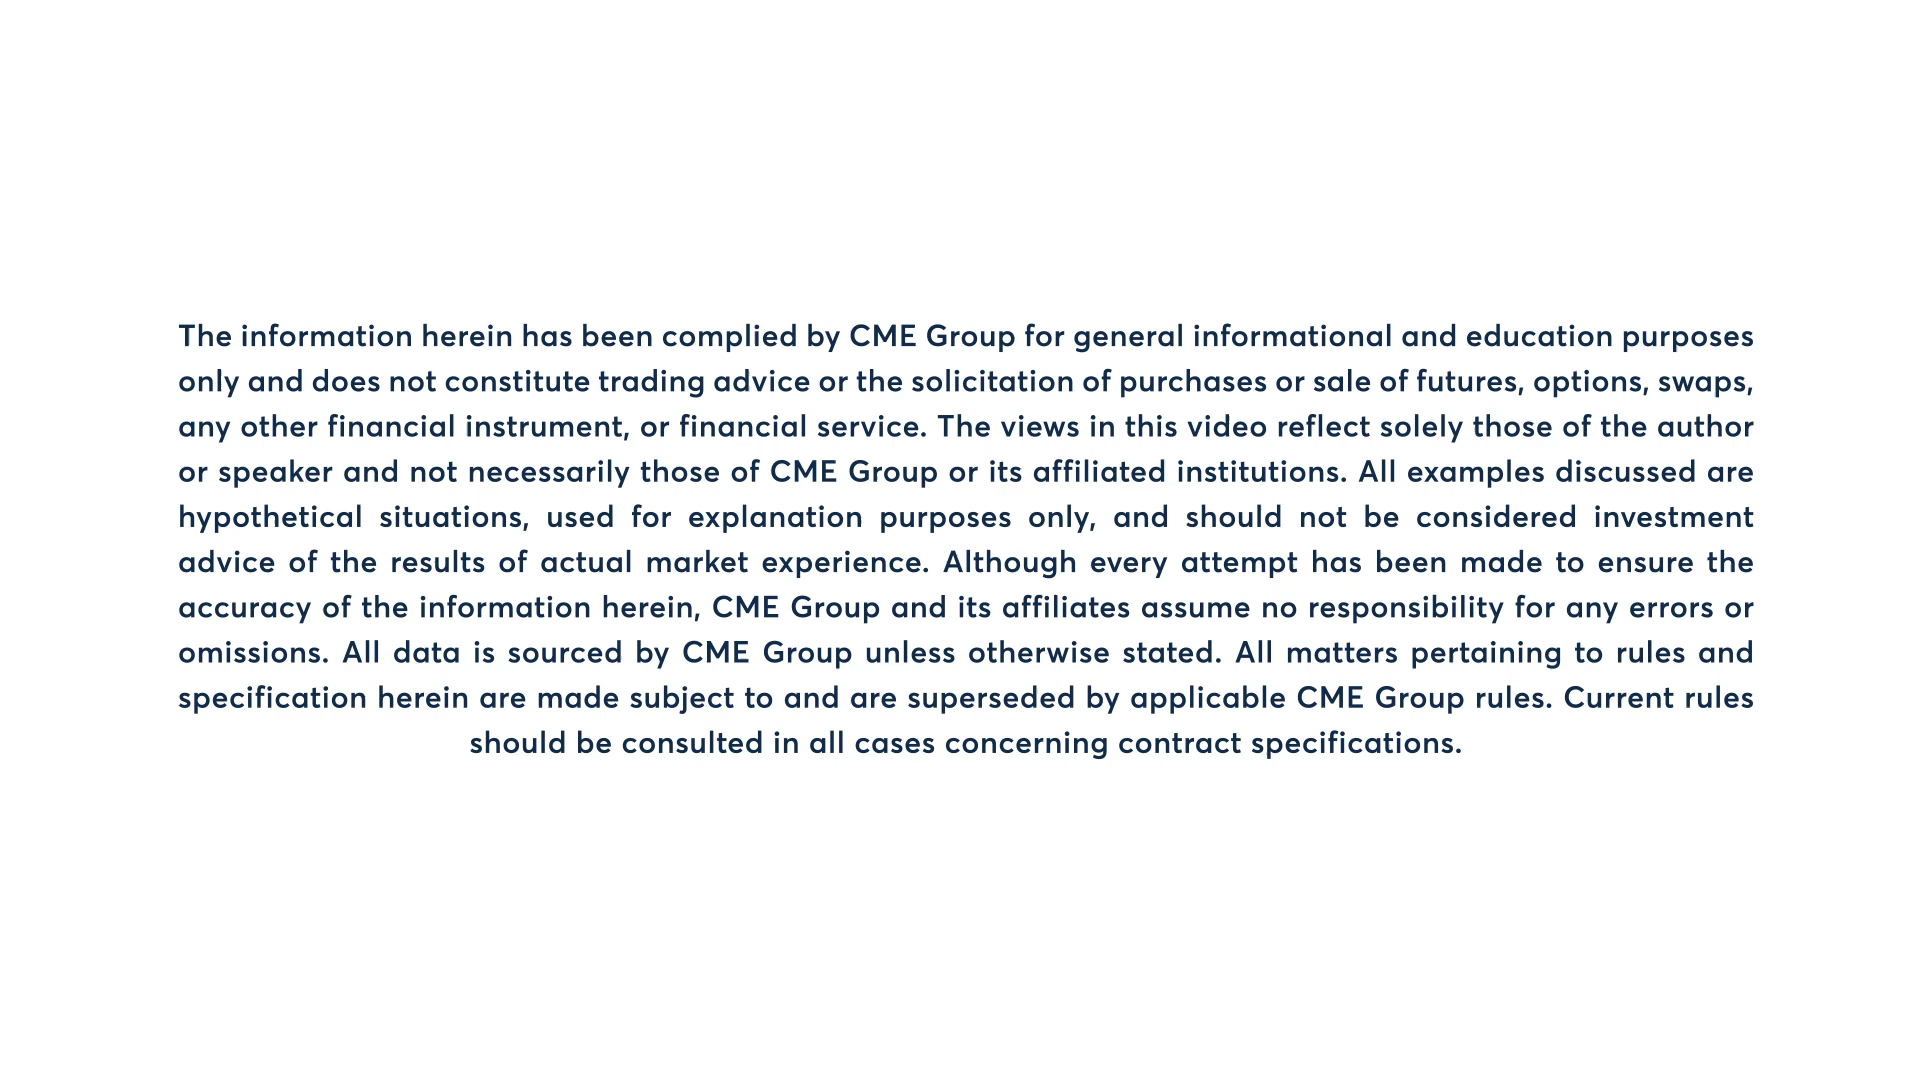 The information herein has been complied by CME Group for general informational and education purposes
only and does not constitute trading advice or the solicitation of purchases or sale of futures, options, swaps,
any other financial instrument, or financial service. The views in this video reflect solely those of the author
or speaker and not necessarily those of CME Group or its affiliated institutions. All examples discussed are
hypothetical situations, used for explanation purposes only, and should not be considered investment
advice of the results of actual market experience. Although every attempt has been made to ensure the
accuracy of the information herein, CME Group and its affiliates assume no responsibility for any errors or
omissions. All data is sourced by CME Group unless otherwise stated. All matters pertaining to rules and
specification herein are made subject to and are superseded by applicable CME Group rules. Current rules
should be consulted in all cases concerning contract specifications.